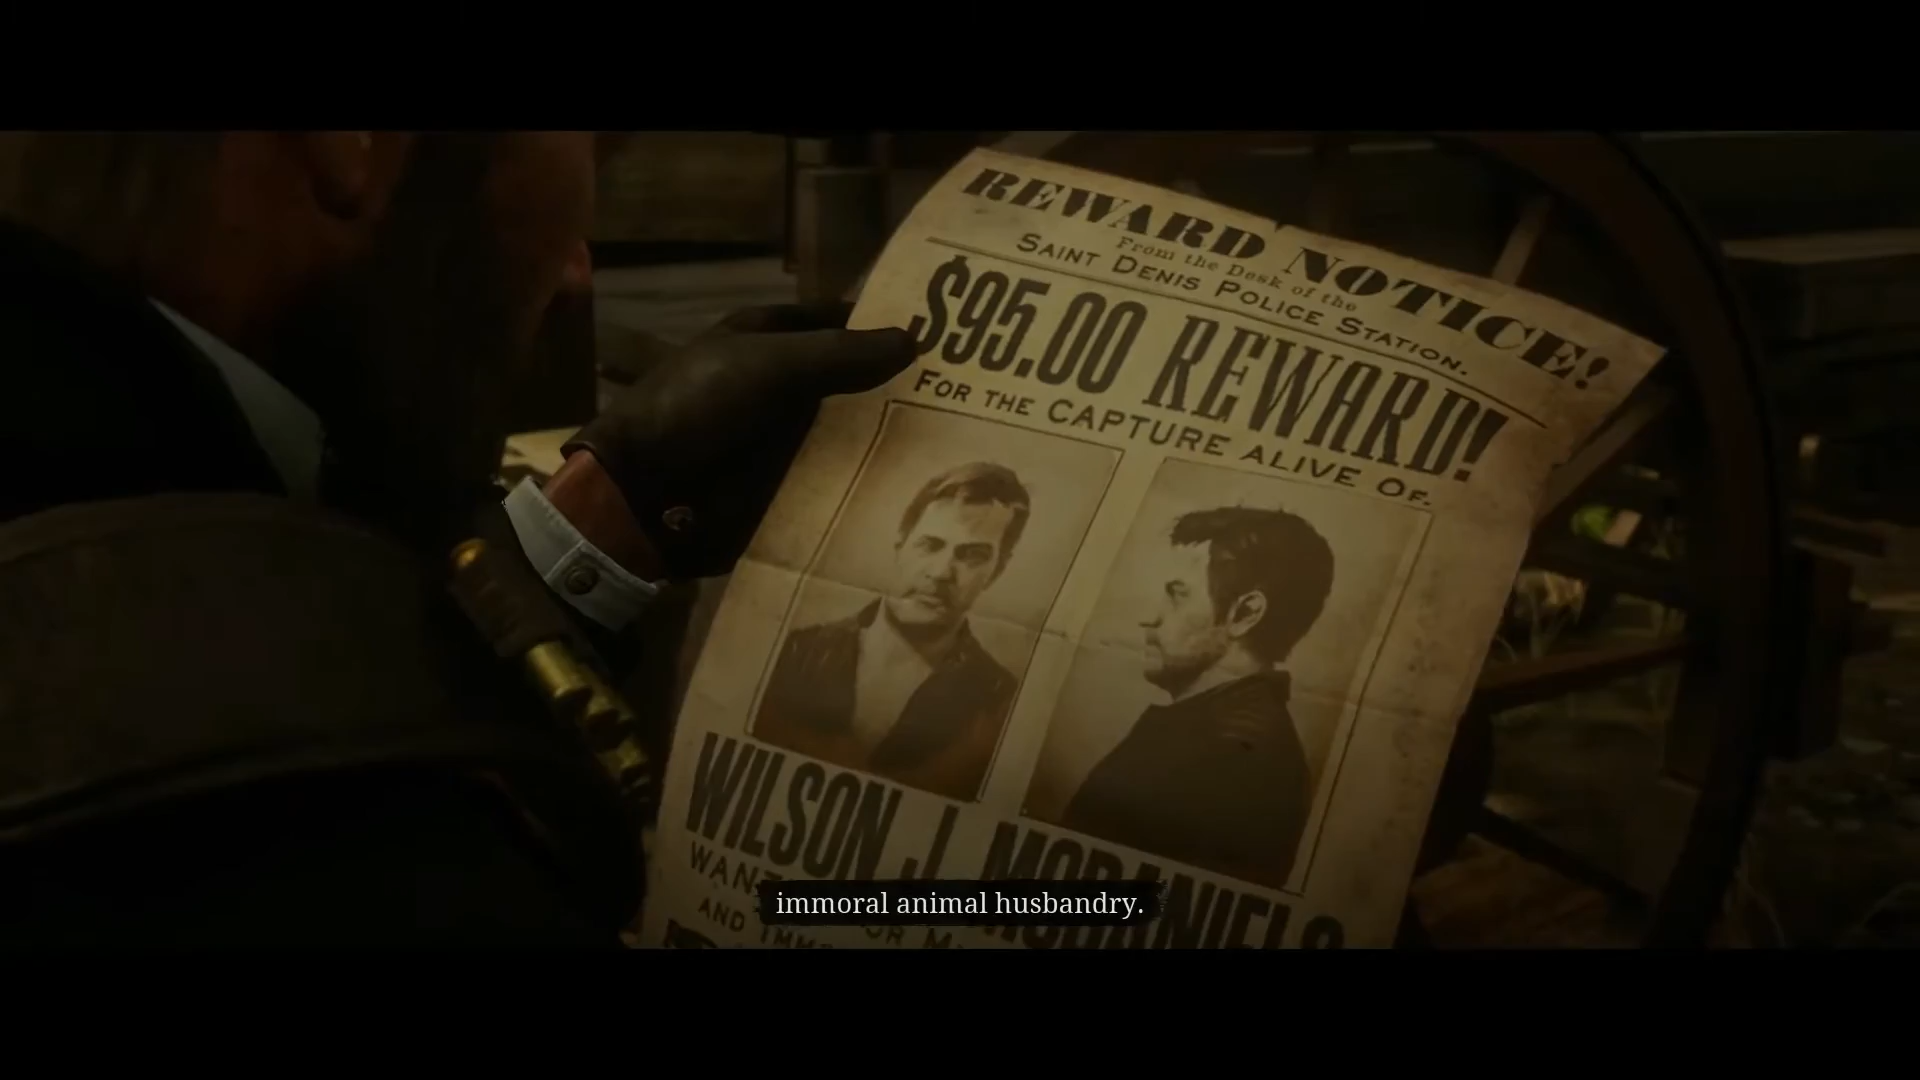 REWARD NOTICE!
From the Desk of the
SAINT DENIS POLICE STATION.
$95.00 REWARD!
FOR THE CAPTURE ALIVE OF.
WILSON J. MCDANIELS
immoral animal husbandry.